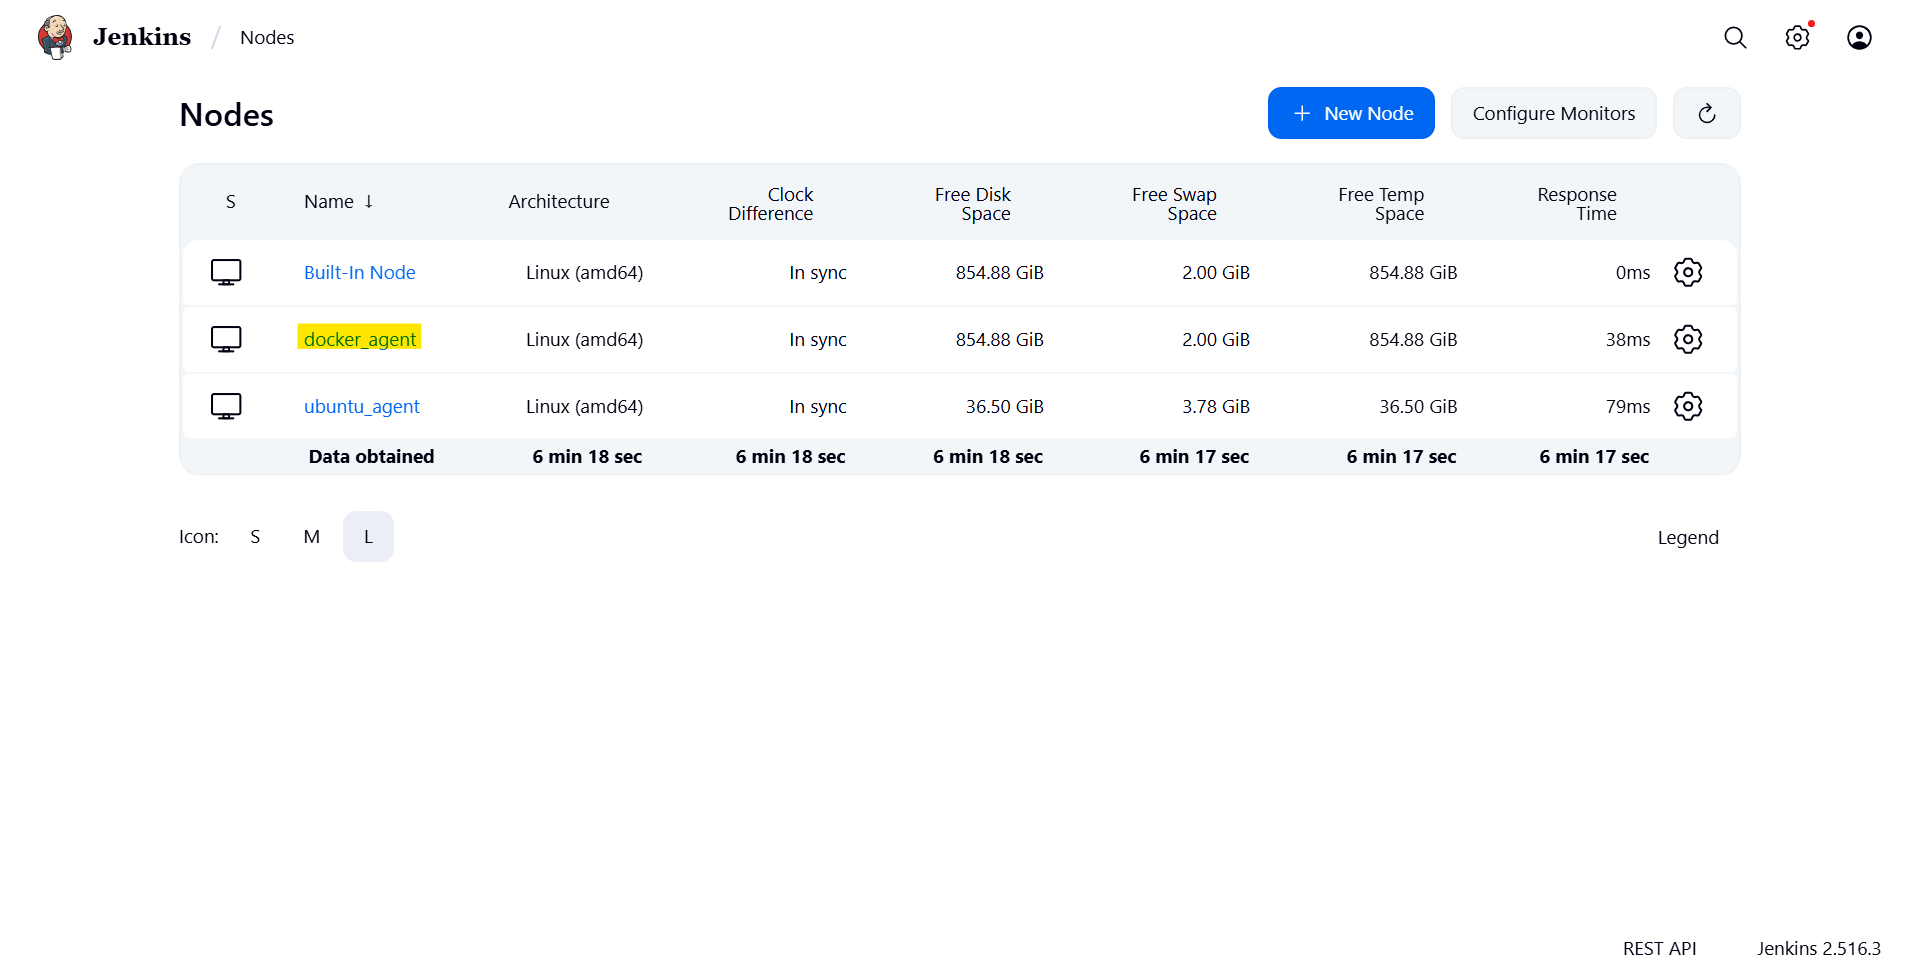 Jenkins / Nodes
Nodes
+ New Node
Configure Monitors
S Name ↓ Architecture Clock Difference Free Disk Space Free Swap Space Free Temp Space Response Time
Built-In Node Linux (amd64) In sync 854.88 GiB 2.00 GiB 854.88 GiB 0ms
docker_agent Linux (amd64) In sync 854.88 GiB 2.00 GiB 854.88 GiB 38ms
ubuntu_agent Linux (amd64) In sync 36.50 GiB 3.78 GiB 36.50 GiB 79ms
Data obtained 6 min 18 sec 6 min 18 sec 6 min 18 sec 6 min 17 sec 6 min 17 sec 6 min 17 sec
Icon: S M L Legend
REST API Jenkins 2.516.3